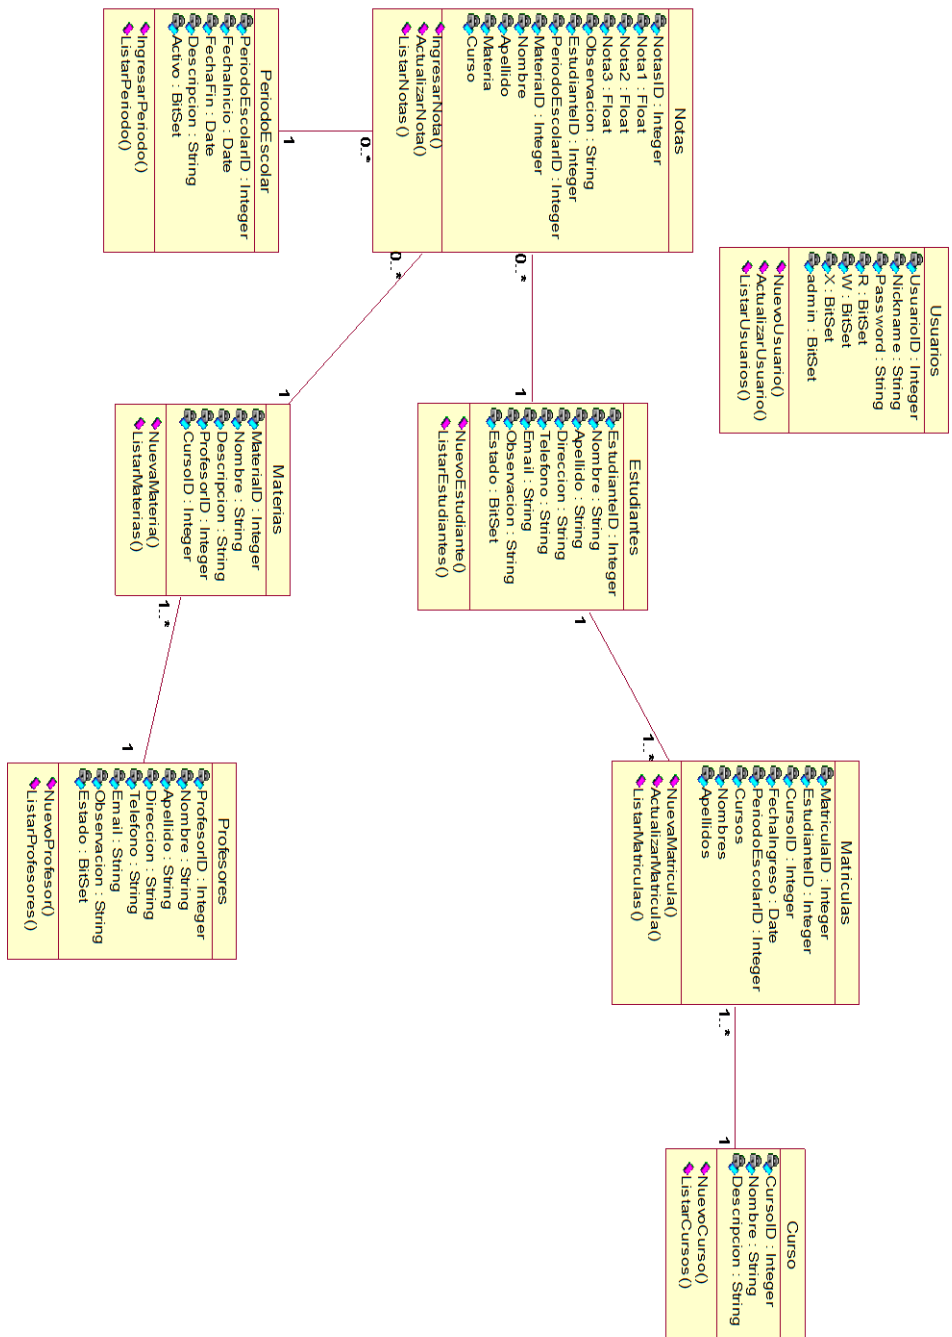 Usuarios
UsuarioID : Integer
Nickname : String
Password : String
R : BitSet
W : BitSet
X : BitSet
admin : BitSet
NuevoUsuario()
ActualizarUsuario()
ListarUsuarios()
Notas
NotasID : Integer
Nota1 : Float
Nota2 : Float
Nota3 : Float
Observacion : String
EstudianteID : Integer
PeriodoEscolarID : Integer
MateriaID : Integer
Nombre
Apellido
Materia
Curso
IngresarNota()
ActualizarNota()
ListarNotas()
0..*
1
0..*
1
0..*
1
PeriodoEscolar
PeriodoEscolarID : Integer
FechaInicio : Date
FechaFin : Date
Descripcion : String
Activo : BitSet
IngresarPeriodo()
ListarPeriodo()
Estudiantes
EstudianteID : Integer
Nombre : String
Apellido : String
Direccion : String
Telefono : String
Email : String
Observacion : String
Estado : BitSet
NuevoEstudiante()
ListarEstudiantes()
1
1..*
Materias
MateriaID : Integer
Nombre : String
Descripcion : String
ProfesorID : Integer
CursoID : Integer
NuevaMateria()
ListarMaterias()
1..*
1
Matriculas
MatriculaID : Integer
EstudianteID : Integer
CursoID : Integer
FechaIngreso : Date
PeriodoEscolarID : Integer
Cursos
Nombres
Apellidos
NuevaMatricula()
ActualizarMatricula()
ListarMatriculas()
1..*
1
Profesores
ProfesorID : Integer
Nombre : String
Apellido : String
Direccion : String
Telefono : String
Email : String
Observacion : String
Estado : BitSet
NuevoProfesor()
ListarProfesores()
Curso
CursoID : Integer
Nombre : String
Descripcion : String
NuevoCurso()
ListarCursos()